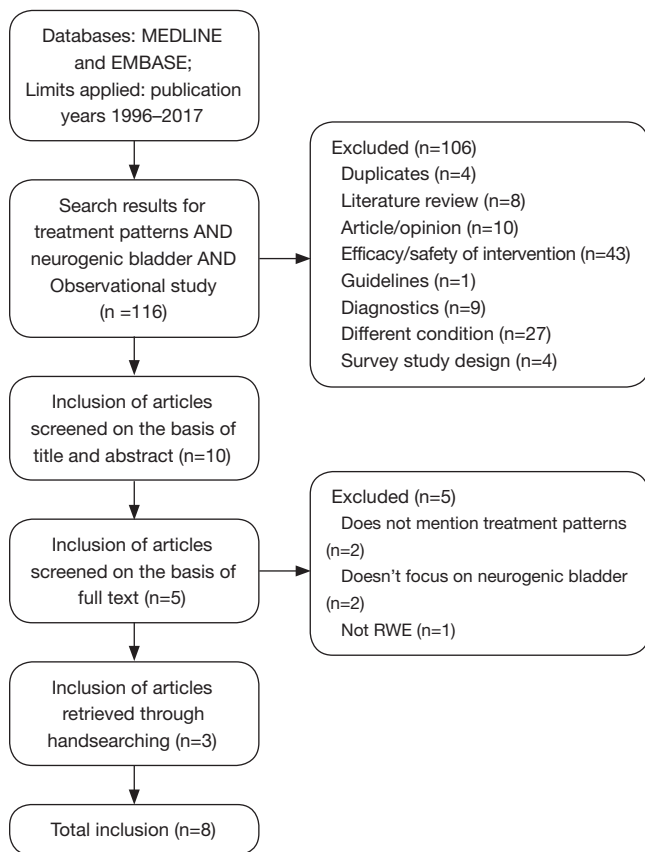 Databases: MEDLINE
and EMBASE;
Limits applied: publication
years 1996–2017
Search results for
treatment patterns AND
neurogenic bladder AND
Observational study
(n =116)
Excluded (n=106)
Duplicates (n=4)
Literature review (n=8)
Article/opinion (n=10)
Efficacy/safety of intervention (n=43)
Guidelines (n=1)
Diagnostics (n=9)
Different condition (n=27)
Survey study design (n=4)
Inclusion of articles
screened on the basis of
title and abstract (n=10)
Inclusion of articles
screened on the basis of
full text (n=5)
Excluded (n=5)
Does not mention treatment patterns
(n=2)
Doesn't focus on neurogenic bladder
(n=2)
Not RWE (n=1)
Inclusion of articles
retrieved through
handsearching (n=3)
Total inclusion (n=8)